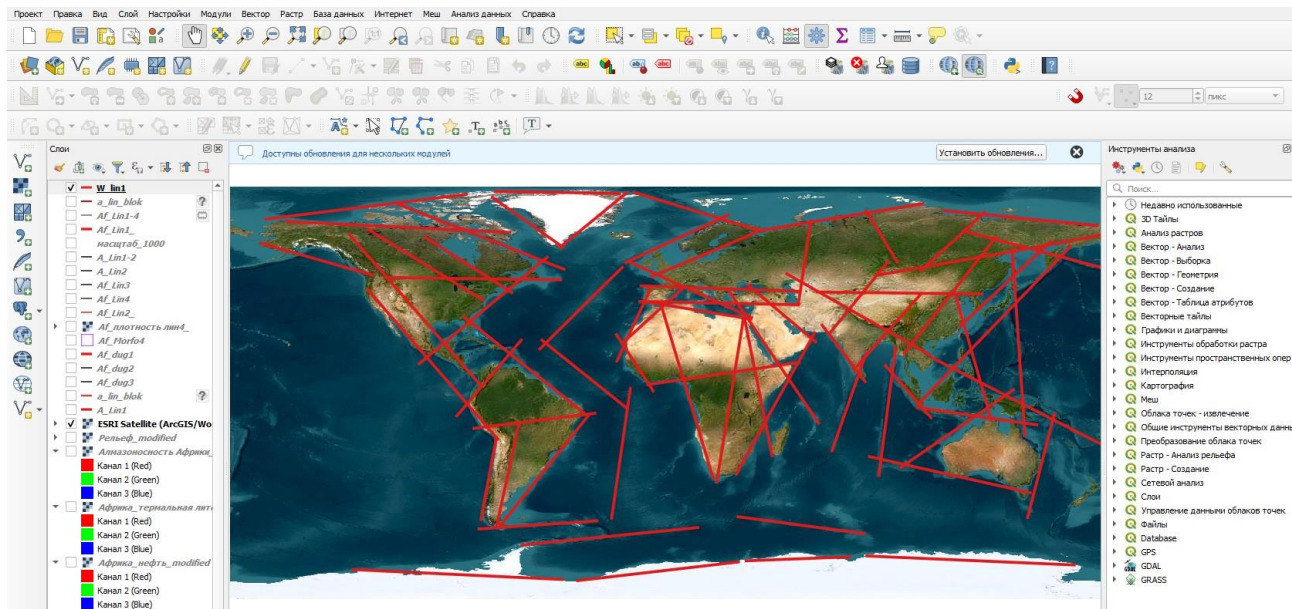 Проект Правка Вид Слой Настройки Модули Вектор Растр База данных Интернет Меш Анализ данных Справка
abc
abc
12
пикс
Слои
Доступны обновления для нескольких модулей
Установить обновления...
Инструменты анализа
W_lin1
a_lin_blok
?
Af_Lin1-4
Af_Lin1_
масщтаб_1000
A_Lin1-2
A_Lin2
Af_Lin3
Af_Lin4
Af_Lin2_
Af_плотность лин4_
Af_Morfo4
Af_dug1
Af_dug2
Af_dug3
a_lin_blok
?
A_Lin1
ESRI Satellite (ArcGIS/Wo
Рельеф_modified
Алмазоносность Африки_
Канал 1 (Red)
Канал 2 (Green)
Канал 3 (Blue)
Африка_термальная лит
Канал 1 (Red)
Канал 2 (Green)
Канал 3 (Blue)
Африка_нефть_modified
Канал 1 (Red)
Канал 2 (Green)
Канал 3 (Blue)
Поиск...
Недавно использованные
3D Тайлы
Анализ растров
Вектор - Анализ
Вектор - Выборка
Вектор - Геометрия
Вектор - Создание
Вектор - Таблица атрибутов
Векторные тайлы
Графики и диаграммы
Инструменты обработки растра
Инструменты пространственных опер
Интерполяция
Картография
Меш
Облака точек - извлечение
Общие инструменты векторных данны
Преобразование облака точек
Растр - Анализ рельефа
Растр - Создание
Сетевой анализ
Слои
Управление данными облаков точек
Файлы
Database
GPS
GDAL
GRASS